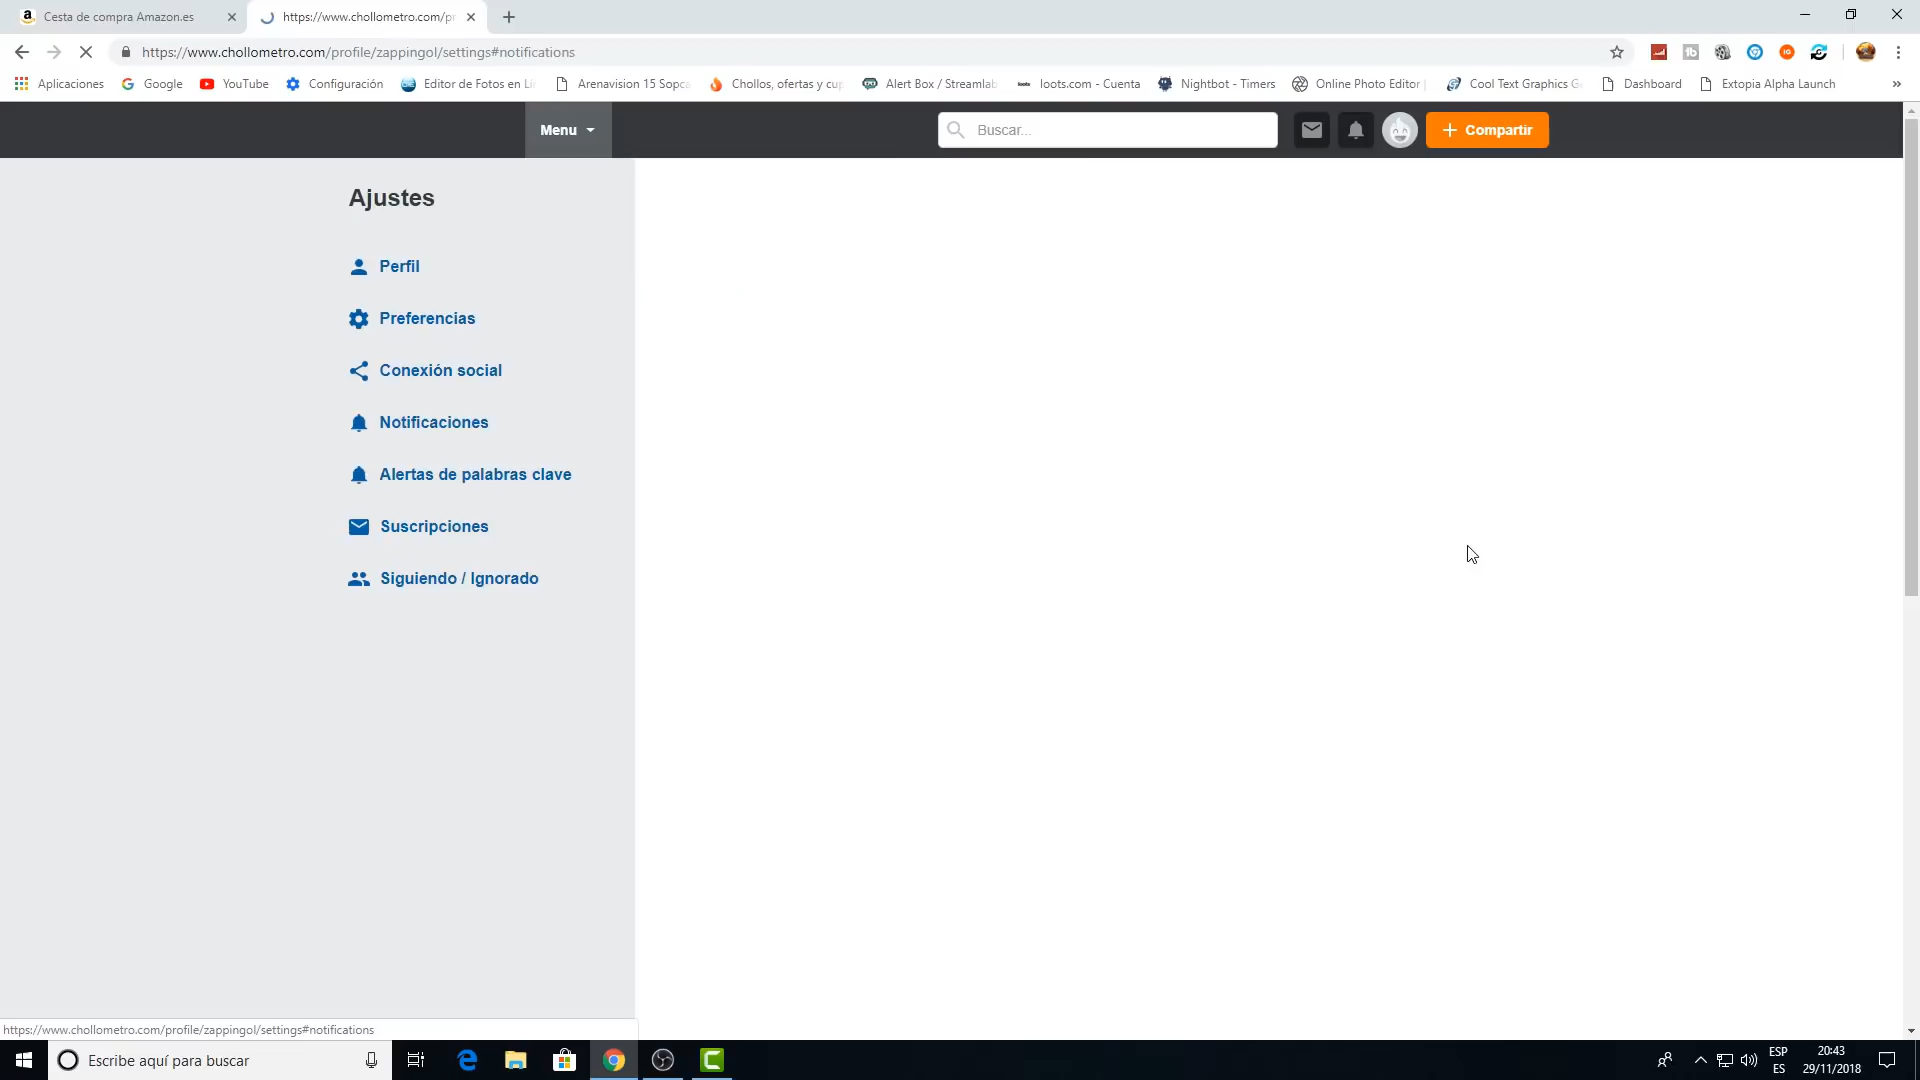 Cesta de compra Amazon.es
https://www.chollometro.com/pr
https://www.chollometro.com/profile/zappingol/settings#notifications
Aplicaciones Google YouTube Configuración Editor de Fotos en Lí Arenavision 15 Sopca Chollos, ofertas y cup Alert Box / Streamlab loots.com - Cuenta Nightbot - Timers Online Photo Editor | Cool Text Graphics Ge Dashboard Extopia Alpha Launch »
Menu Buscar... Compartir
Ajustes
Perfil
Preferencias
Conexión social
Notificaciones
Alertas de palabras clave
Suscripciones
Siguiendo / Ignorado
https://www.chollometro.com/profile/zappingol/settings#notifications
Escribe aquí para buscar
ESP
ES
20:43
29/11/2018